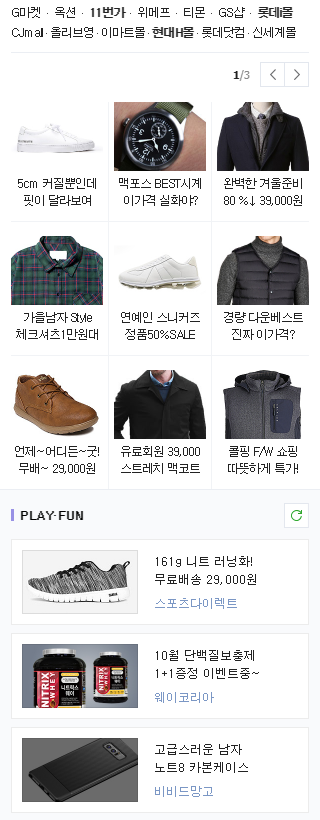 G마켓 · 옥션 · 11번가 · 위메프 · 티몬 · GS샵 · 롯데i몰
CJmall · 올리브영 · 이마트몰 · 현대H몰 · 롯데닷컴 · 신세계몰
1/3
5cm 커질뿐인데
핏이 달라보여
맥포스 BEST시계
이가격 실화야?
완벽한 겨울준비
80 %↓ 39,000원
가을남자 Style
체크셔츠1만원대
연예인 스니커즈
정품50%SALE
경량 다운베스트
진짜 이가격?
언제~어디든~굿!
무배~ 29,000원
유료회원 39,000
스트레치 맥코트
콜핑 F/W 쇼핑
따뜻하게 특가!
PLAY·FUN
161g 니트 러닝화!
무료배송 29,000원
스포츠다이렉트
NITRIX
WHEY
니트릭스
웨이
10월 단백질보충제
1+1증정 이벤트중~
웨이코리아
고급스러운 남자
노트8 카본케이스
비비드망고